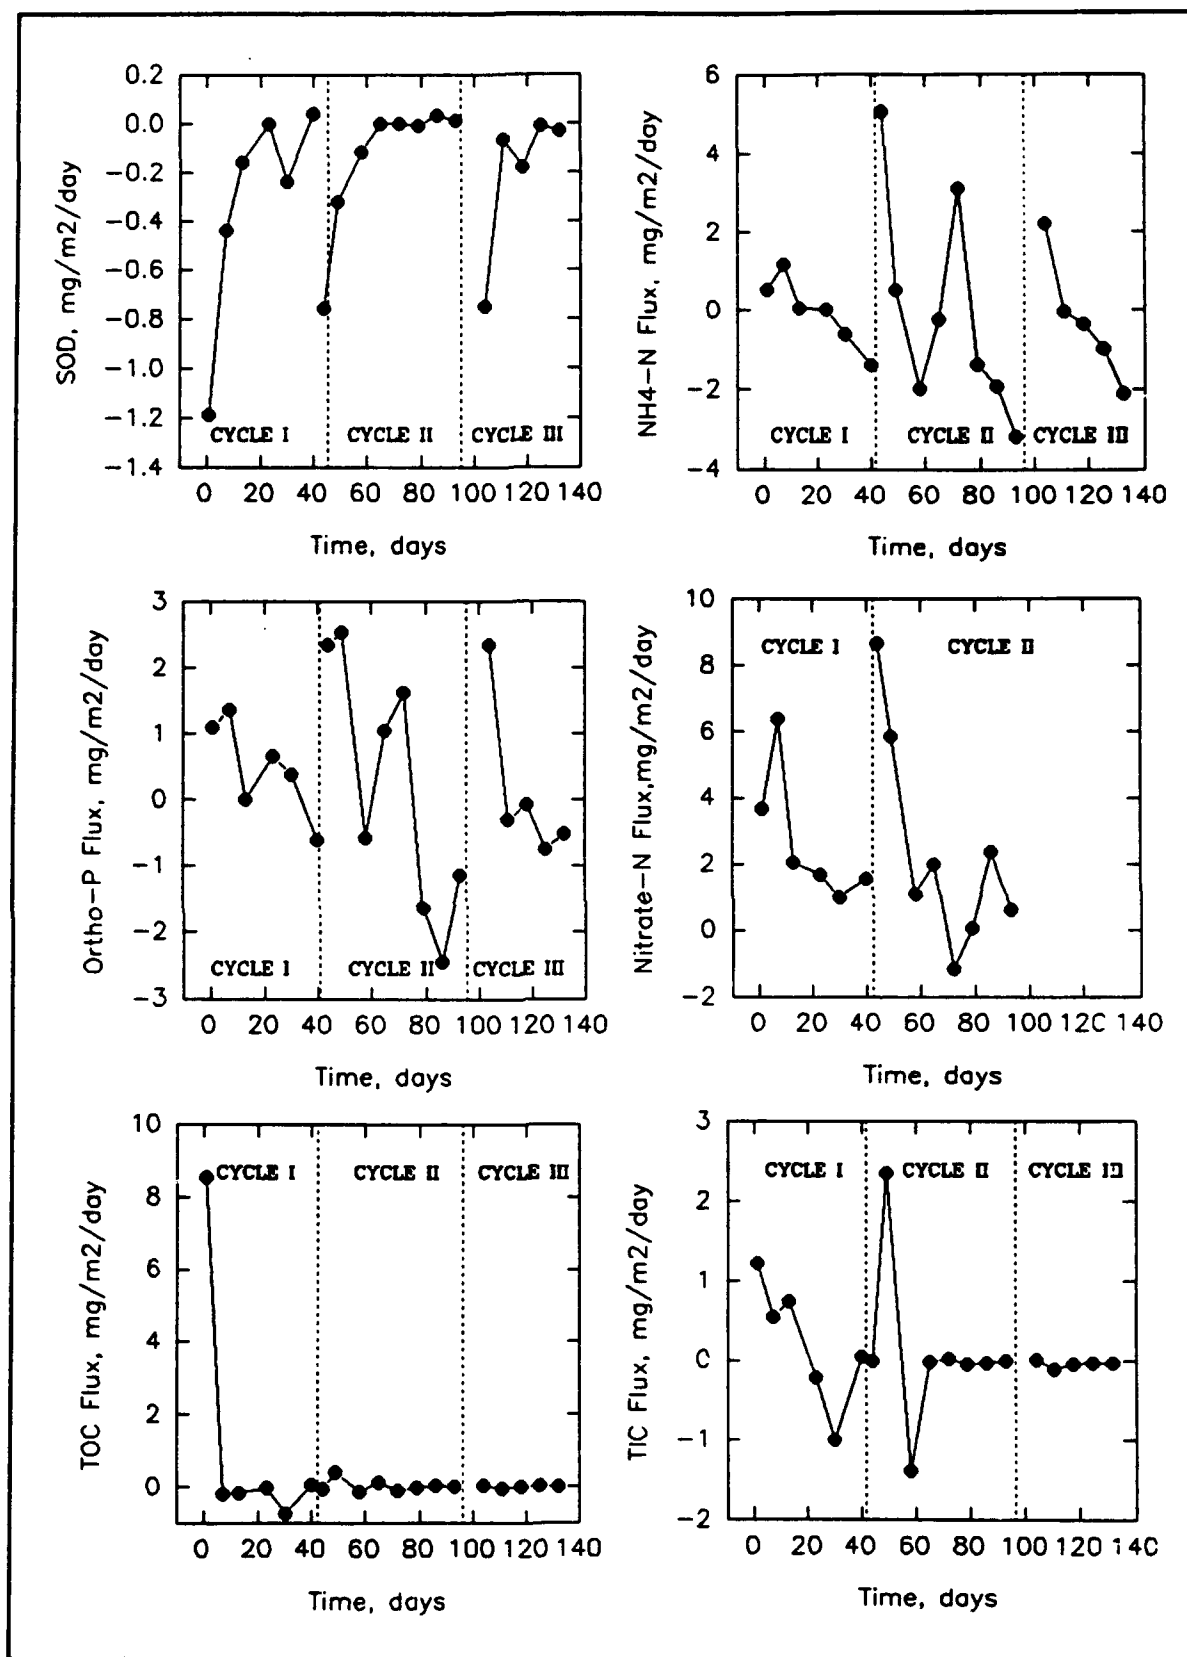 0.2
0.0
−0.2
−0.4
−0.6
−0.8
−1.0
−1.2
−1.4
SOD, mg/m2/day
CYCLE I
CYCLE II
CYCLE III
0 20 40 60 80 100 120 140
Time, days
6
4
2
0
−2
−4
NH4−N Flux, mg/m2/day
CYCLE I
CYCLE II
CYCLE III
0 20 40 60 80 100 120 140
Time, days
3
2
1
0
−1
−2
−3
Ortho−P Flux, mg/m2/day
CYCLE I
CYCLE II
CYCLE III
0 20 40 60 80 100 120 140
Time, days
10
8
6
4
2
0
−2
Nitrate−N Flux,mg/m2/day
CYCLE I
CYCLE II
0 20 40 60 80 100 120 140
Time, days
10
8
6
4
2
0
TOC Flux, mg/m2/day
CYCLE I
CYCLE II
CYCLE III
0 20 40 60 80 100 120 140
Time, days
3
2
1
0
−1
−2
TIC Flux, mg/m2/day
CYCLE I
CYCLE II
CYCLE III
0 20 40 60 80 100 120 140
Time, days